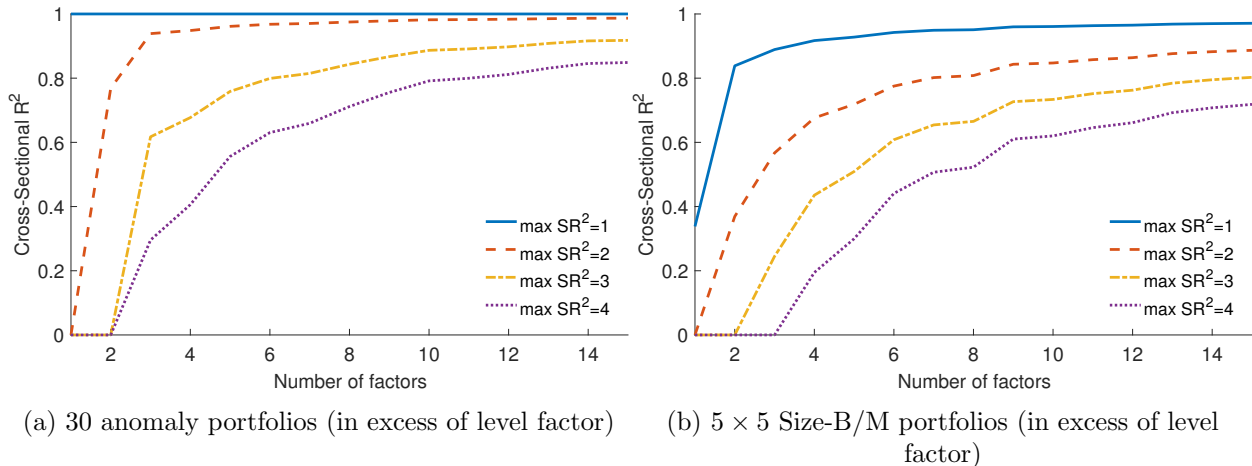 1
0.8
0.6
0.4
0.2
0
Cross-Sectional R²
2 4 6 8 10 12 14
Number of factors
max SR²=1
max SR²=2
max SR²=3
max SR²=4
(a) 30 anomaly portfolios (in excess of level factor)
1
0.8
0.6
0.4
0.2
0
Cross-Sectional R²
2 4 6 8 10 12 14
Number of factors
max SR²=1
max SR²=2
max SR²=3
max SR²=4
(b) 5 × 5 Size-B/M portfolios (in excess of level
factor)